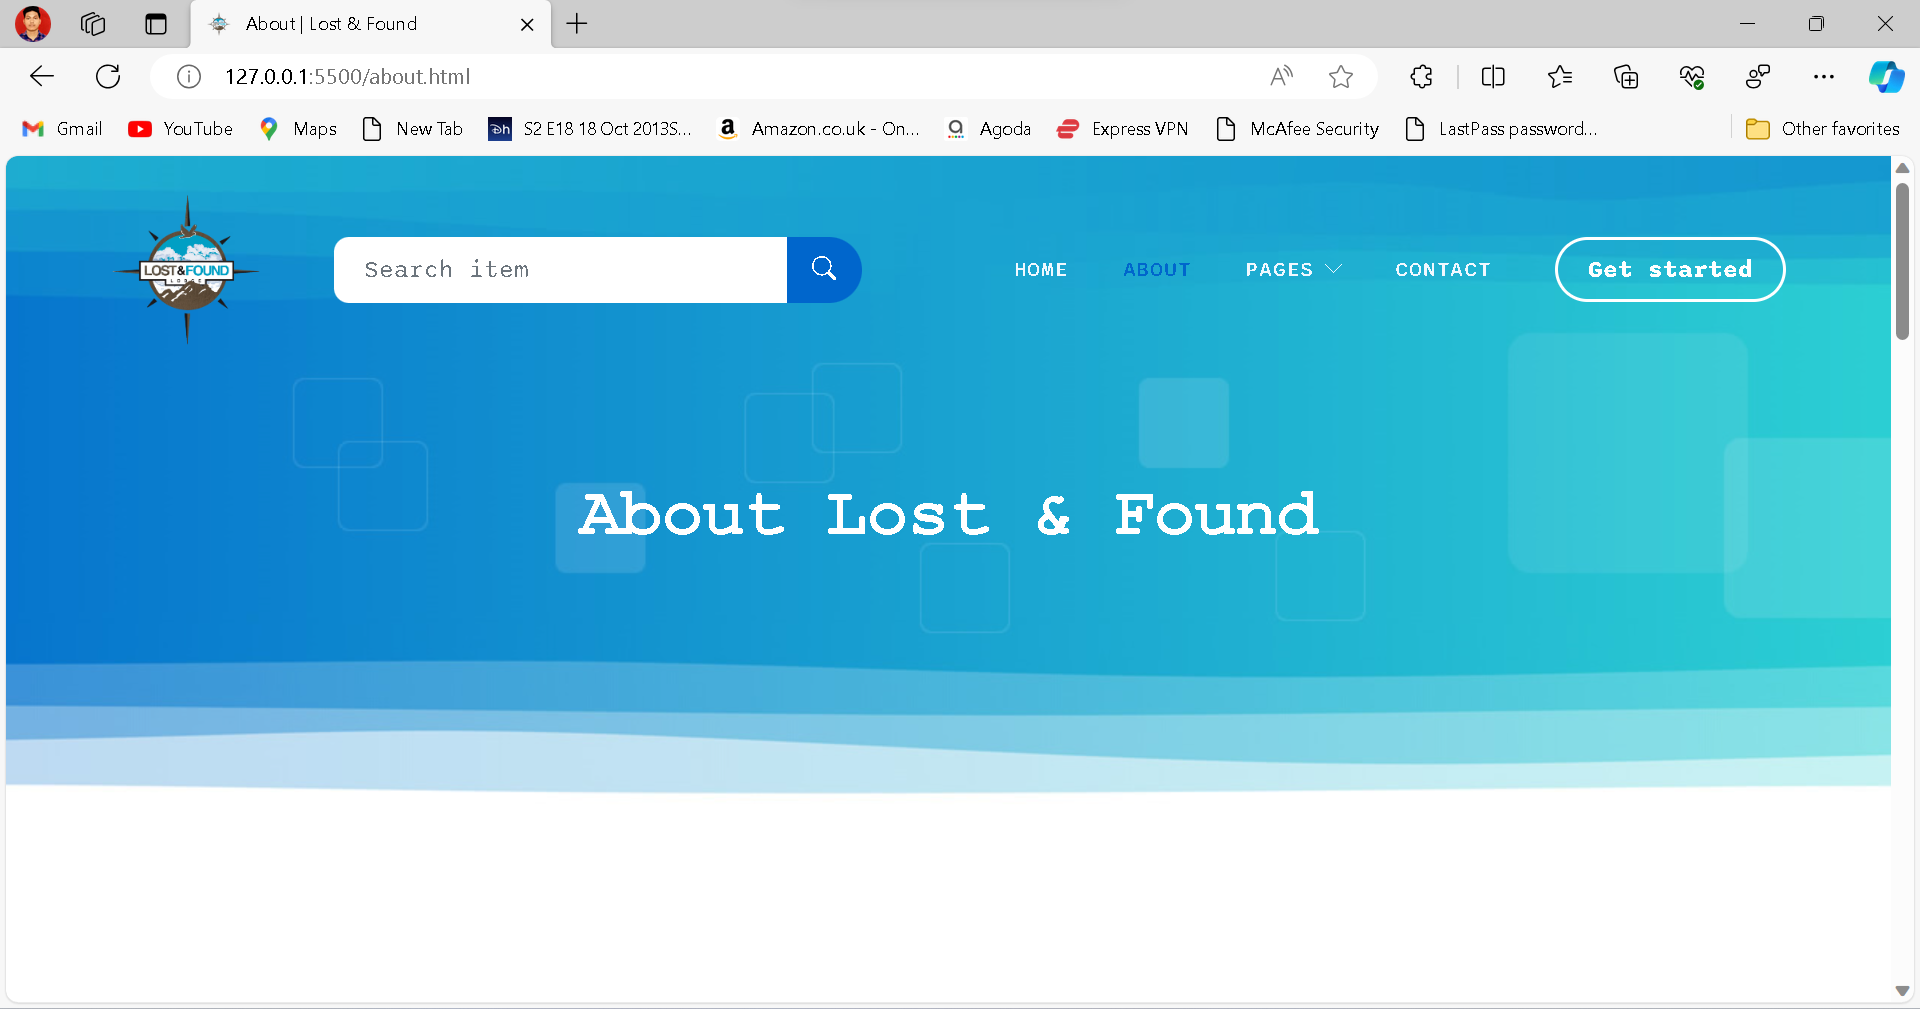 About | Lost & Found
127.0.0.1:5500/about.html
Gmail YouTube Maps New Tab S2 E18 18 Oct 2013S... Amazon.co.uk - On... Agoda Express VPN McAfee Security LastPass password... Other favorites
LOST&FOUND
LODGE
Search item
HOME ABOUT PAGES CONTACT Get started
About Lost & Found